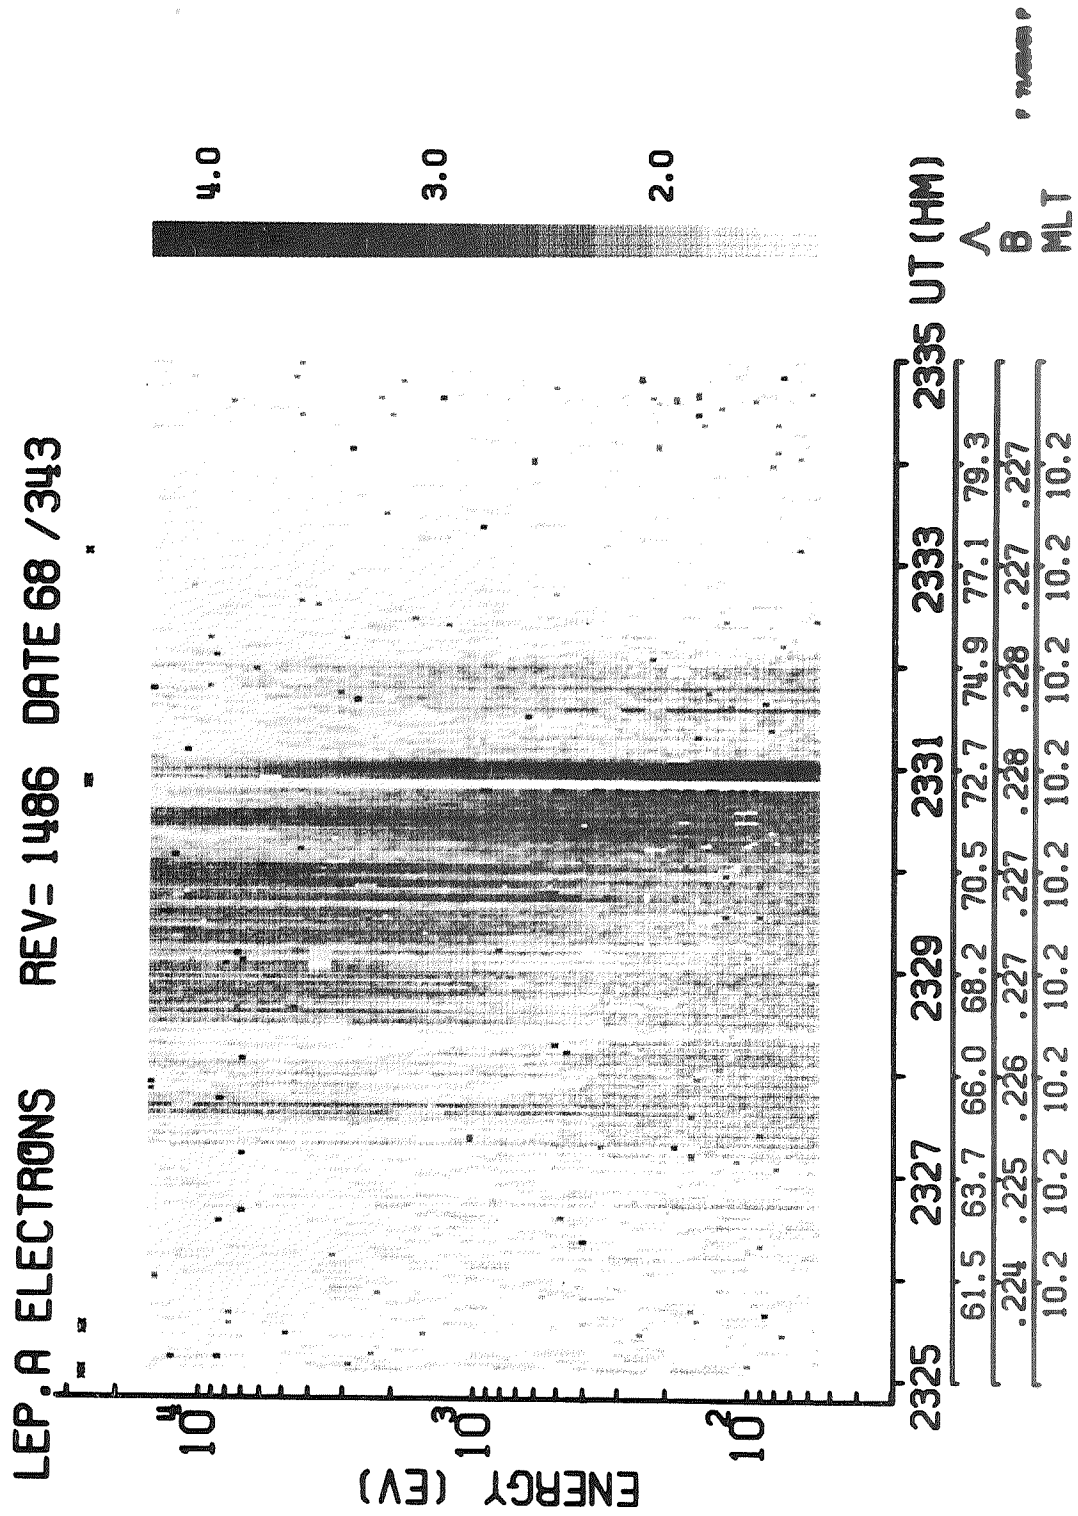 LEP.A ELECTRONS REV= 1486 DATE 68 /343
4.0
3.0
2.0
10⁴
10³
10²
ENERGY (EV)
2325 2327 2329 2331 2333 2335 UT (HM)
61.5 63.7 66.0 68.2 70.5 72.7 74.9 77.1 79.3 Λ
.224 .225 .226 .227 .227 .228 .228 .227 .227 B
10.2 10.2 10.2 10.2 10.2 10.2 10.2 10.2 10.2 MLT